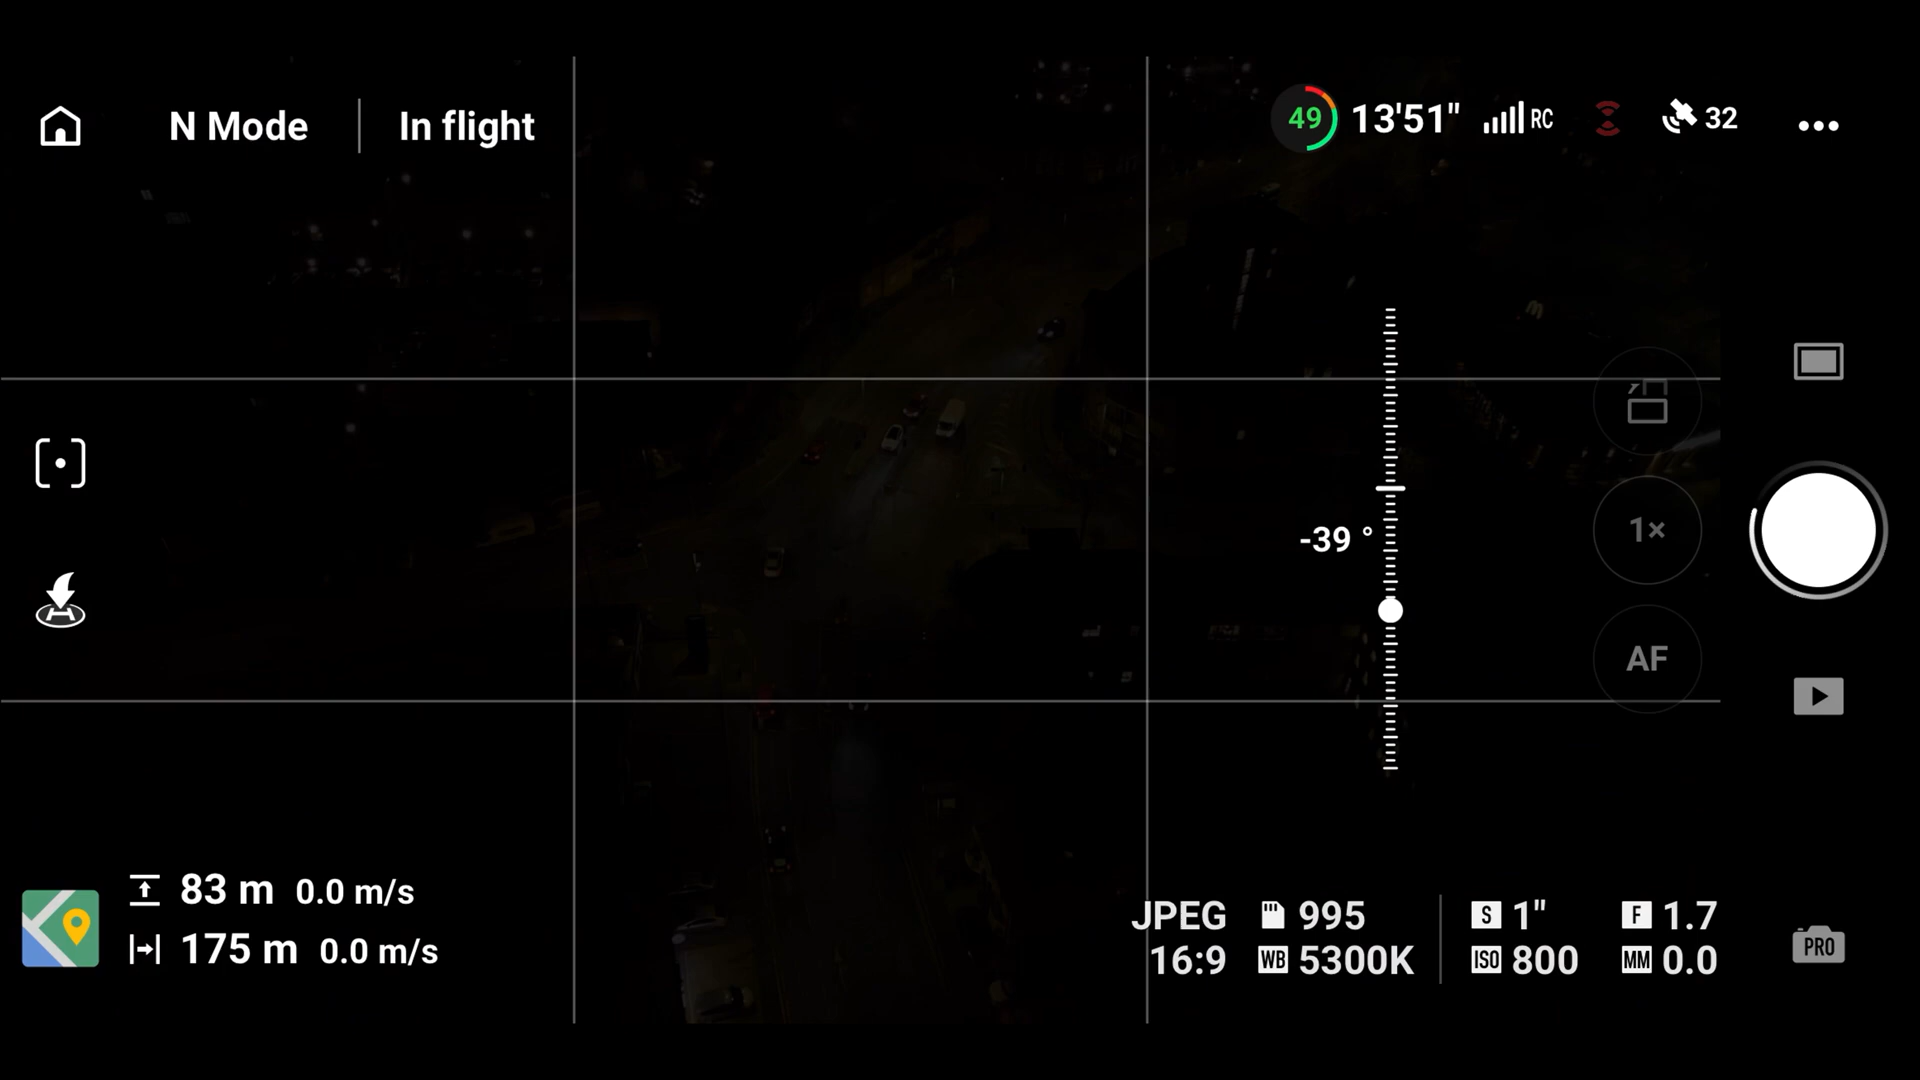 N Mode
In flight
49
13'51"
RC
32
-39 °
1×
AF
83 m 0.0 m/s
175 m 0.0 m/s
JPEG 995
16:9 WB 5300K
S 1" F 1.7
ISO 800 MM 0.0
PRO